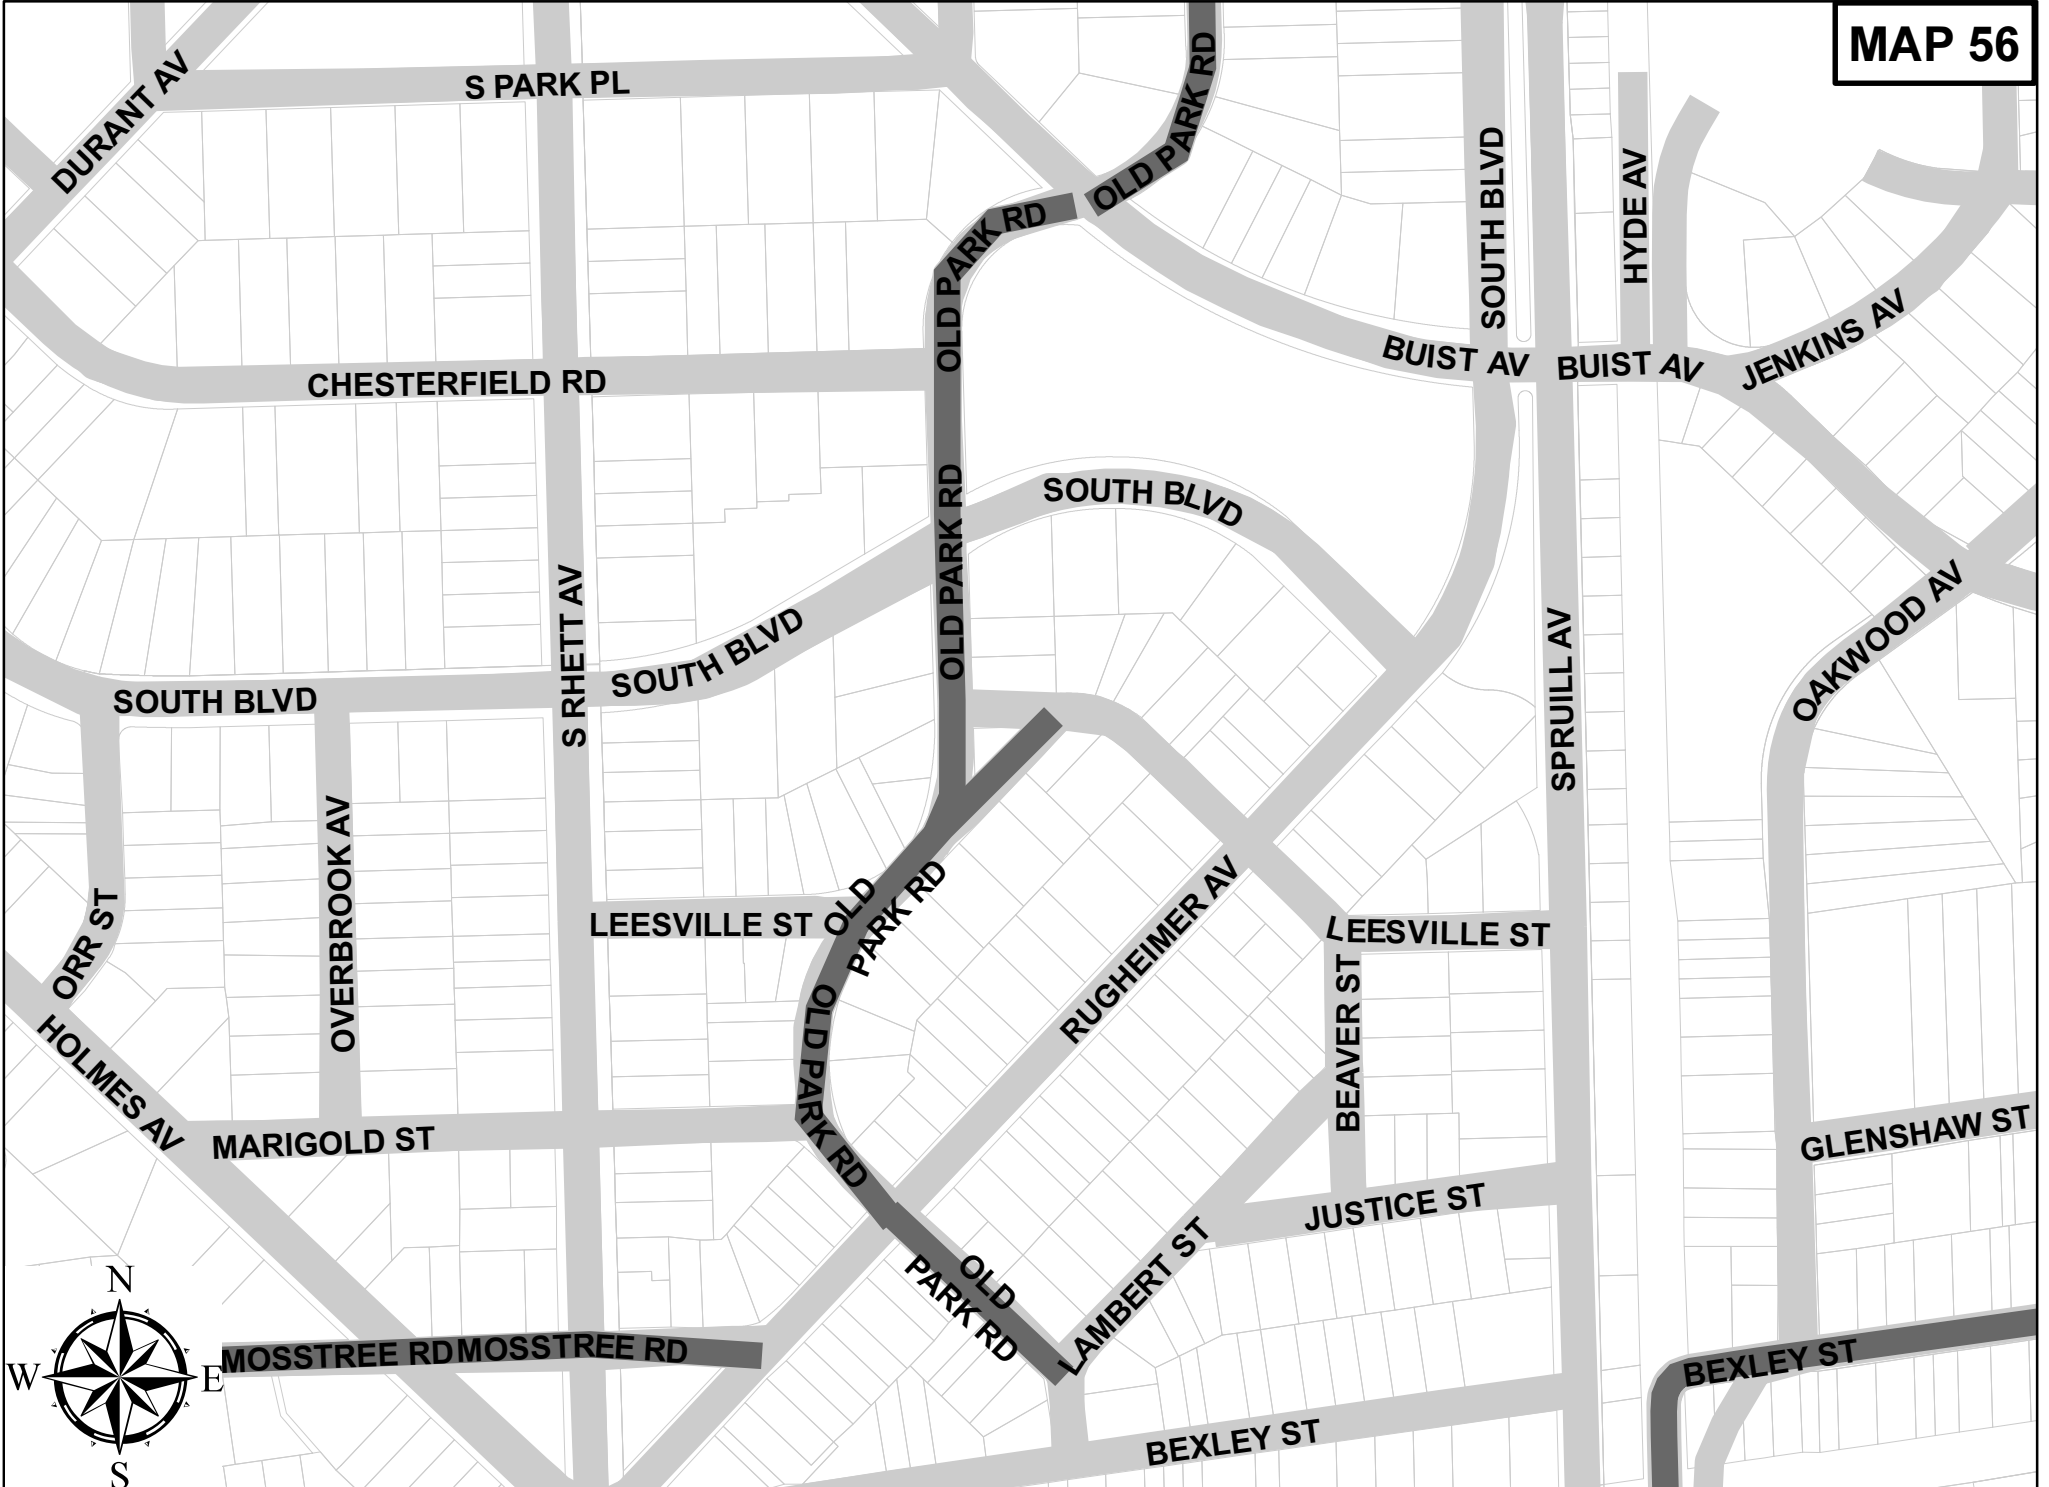 MAP 56
OLD PARK RD
DURANT AV
S PARK PL
OLD PARK RD
OLD PARK RD
SOUTH BLVD
HYDE AV
JENKINS AV
BUIST AV
BUIST AV
CHESTERFIELD RD
OLD PARK RD
SOUTH BLVD
OAKWOOD AV
S RHETT AV
SOUTH BLVD
SOUTH BLVD
SPRUILL AV
OVERBROOK AV
ORR ST
LEESVILLE ST
OLD
PARK RD
RUGHEIMER AV
LEESVILLE ST
BEAVER ST
OLD PARK RD
HOLMES AV
MARIGOLD ST
GLENSHAW ST
JUSTICE ST
LAMBERT ST
OLD
PARK RD
MOSSTREE RD
MOSSTREE RD
BEXLEY ST
BEXLEY ST
N
W
E
S